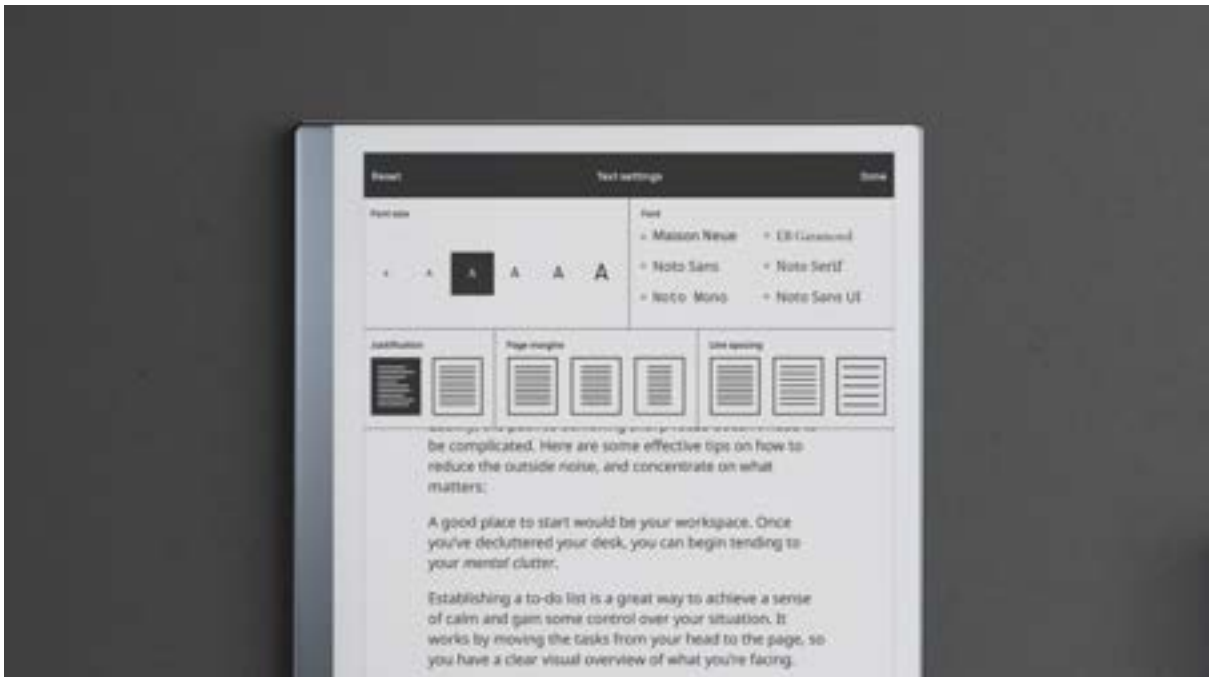 Reset Text settings Done
Font size
A A A A A A
Font
Maison Neue EB Garamond
Noto Sans Noto Serif
Noto Mono Noto Sans UI
Justification Page margins Line spacing
be complicated. Here are some effective tips on how to
reduce the outside noise, and concentrate on what
matters:
A good place to start would be your workspace. Once
you've decluttered your desk, you can begin tending to
your mental clutter.
Establishing a to-do list is a great way to achieve a sense
of calm and gain some control over your situation. It
works by moving the tasks from your head to the page, so
you have a clear visual overview of what you're facing.